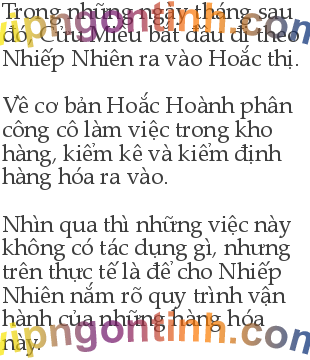 Trong những ngày tháng sau
đó, Cửu Miêu bắt đầu đi theo
Nhiếp Nhiên ra vào Hoắc thị.
Về cơ bản Hoắc Hoành phân
công cô làm việc trong kho
hàng, kiểm kê và kiểm định
hàng hóa ra vào.
Nhìn qua thì những việc này
không có tác dụng gì, nhưng
trên thực tế là để cho Nhiếp
Nhiên nắm rõ quy trình vận
hành của những hàng hóa
này.